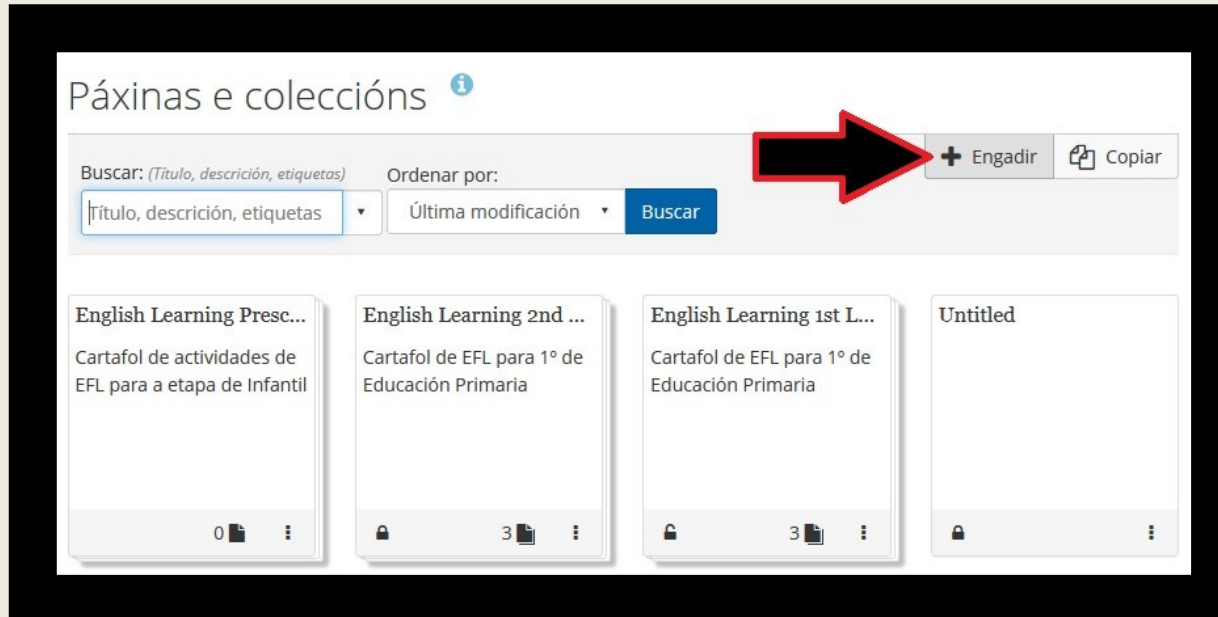 Páxinas e coleccións
Buscar: (Título, descrición, etiquetas)
Ordenar por:
Engadir
Copiar
Título, descrición, etiquetas
Última modificación
Buscar
English Learning Presc...
Cartafol de actividades de
EFL para a etapa de Infantil
0
English Learning 2nd ...
Cartafol de EFL para 1º de
Educación Primaria
3
English Learning 1st L...
Cartafol de EFL para 1º de
Educación Primaria
3
Untitled